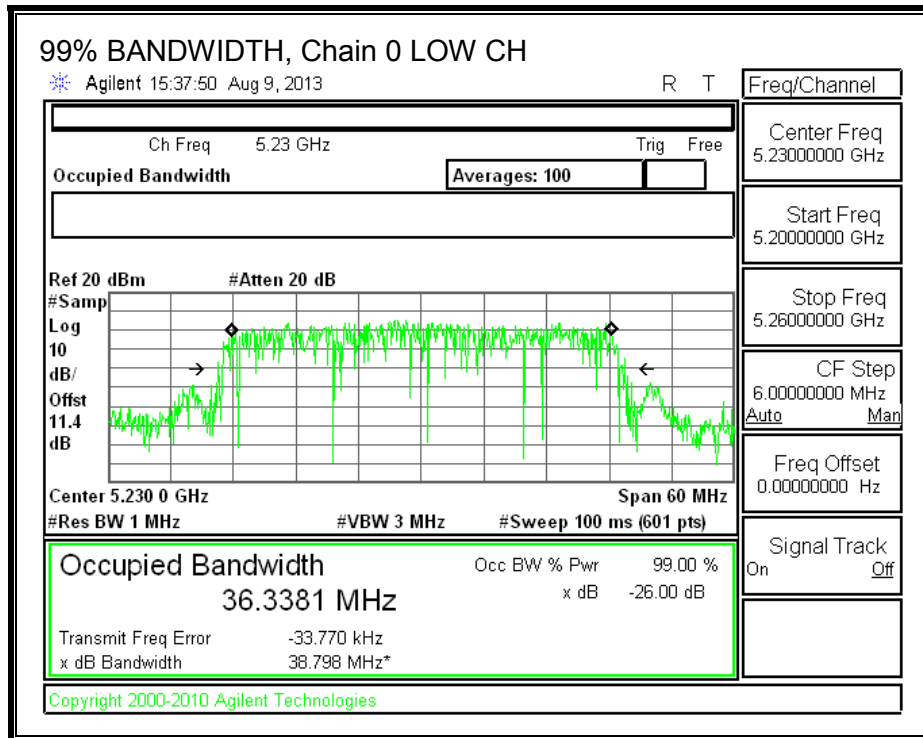 99% BANDWIDTH, Chain 0 LOW CH
Agilent 15:37:50 Aug 9, 2013 R T
Freq/Channel
Ch Freq 5.23 GHz Trig Free
Occupied Bandwidth Averages: 100
Center Freq
5.23000000 GHz
Start Freq
5.20000000 GHz
Stop Freq
5.26000000 GHz
CF Step
6.00000000 MHz
Auto Man
Freq Offset
0.00000000 Hz
Signal Track
On Off
Ref 20 dBm #Atten 20 dB
#Samp
Log
10
dB/
Offst
11.4
dB
Center 5.230 0 GHz Span 60 MHz
#Res BW 1 MHz #VBW 3 MHz #Sweep 100 ms (601 pts)
Occupied Bandwidth Occ BW % Pwr 99.00 %
36.3381 MHz x dB -26.00 dB
Transmit Freq Error -33.770 kHz
x dB Bandwidth 38.798 MHz*
Copyright 2000-2010 Agilent Technologies